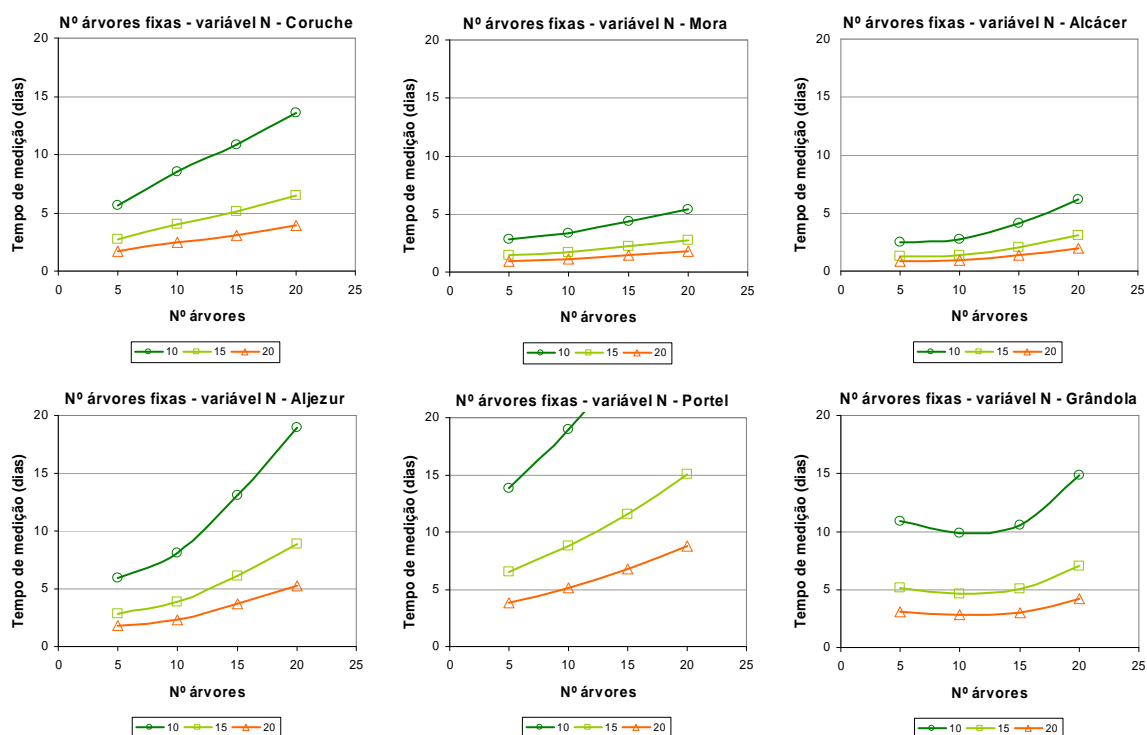 Nº árvores fixas - variável N - Coruche
Tempo de medição (dias)
20
15
10
5
0
0 5 10 15 20 25
Nº árvores
10 15 20
Nº árvores fixas - variável N - Mora
Tempo de medição (dias)
20
15
10
5
0
0 5 10 15 20 25
Nº árvores
10 15 20
Nº árvores fixas - variável N - Alcácer
Tempo de medição (dias)
20
15
10
5
0
0 5 10 15 20 25
Nº árvores
10 15 20
Nº árvores fixas - variável N - Aljezur
Tempo de medição (dias)
20
15
10
5
0
0 5 10 15 20 25
Nº árvores
10 15 20
Nº árvores fixas - variável N - Portel
Tempo de medição (dias)
20
15
10
5
0
0 5 10 15 20 25
Nº árvores
10 15 20
Nº árvores fixas - variável N - Grândola
Tempo de medição (dias)
20
15
10
5
0
0 5 10 15 20 25
Nº árvores
10 15 20